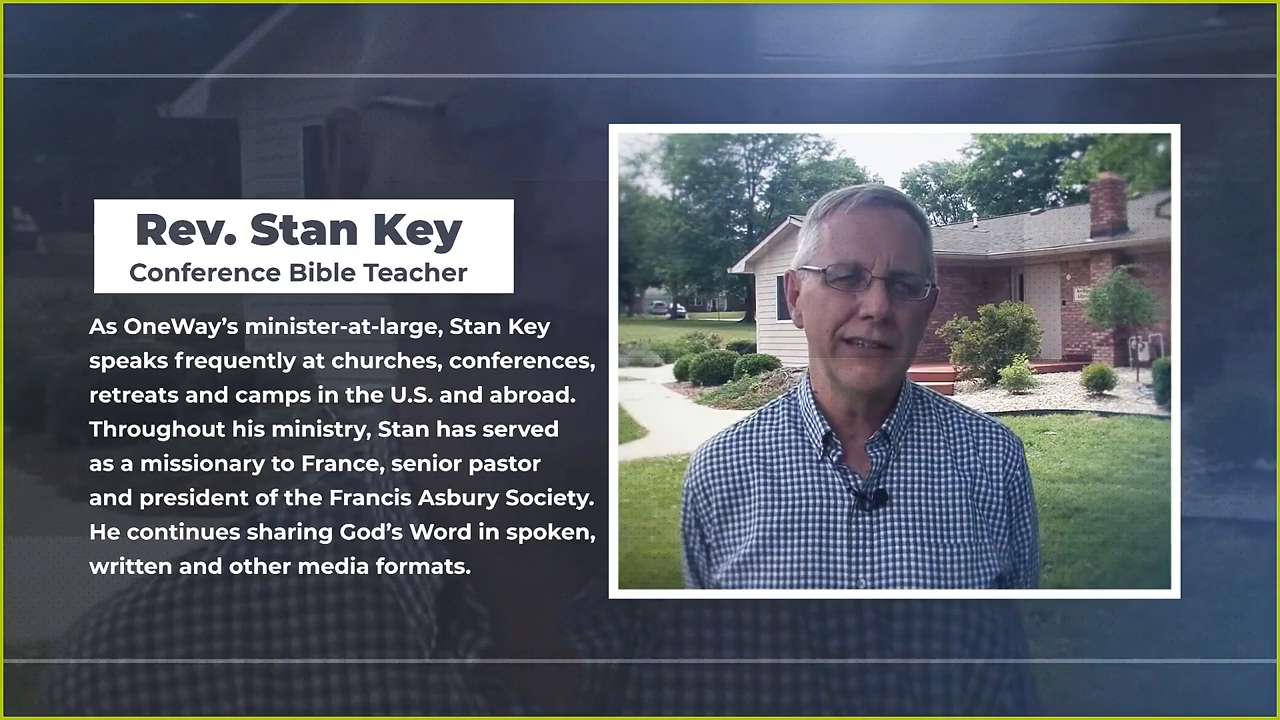 Rev. Stan Key
Conference Bible Teacher
As OneWay’s minister-at-large, Stan Key
speaks frequently at churches, conferences,
retreats and camps in the U.S. and abroad.
Throughout his ministry, Stan has served
as a missionary to France, senior pastor
and president of the Francis Asbury Society.
He continues sharing God’s Word in spoken,
written and other media formats.